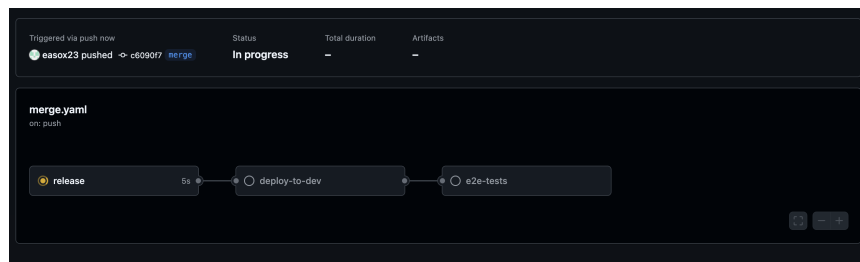 Triggered via push now
easox23 pushed c6090f7 merge
Status
In progress
Total duration
–
Artifacts
–
merge.yaml
on: push
release 5s
deploy-to-dev
e2e-tests